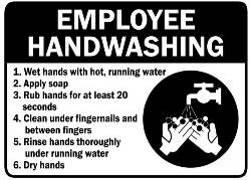 EMPLOYEE
HANDWASHING
1. Wet hands with hot, running water
2. Apply soap
3. Rub hands for at least 20
seconds
4. Clean under fingernails and
between fingers
5. Rinse hands thoroughly
under running water
6. Dry hands